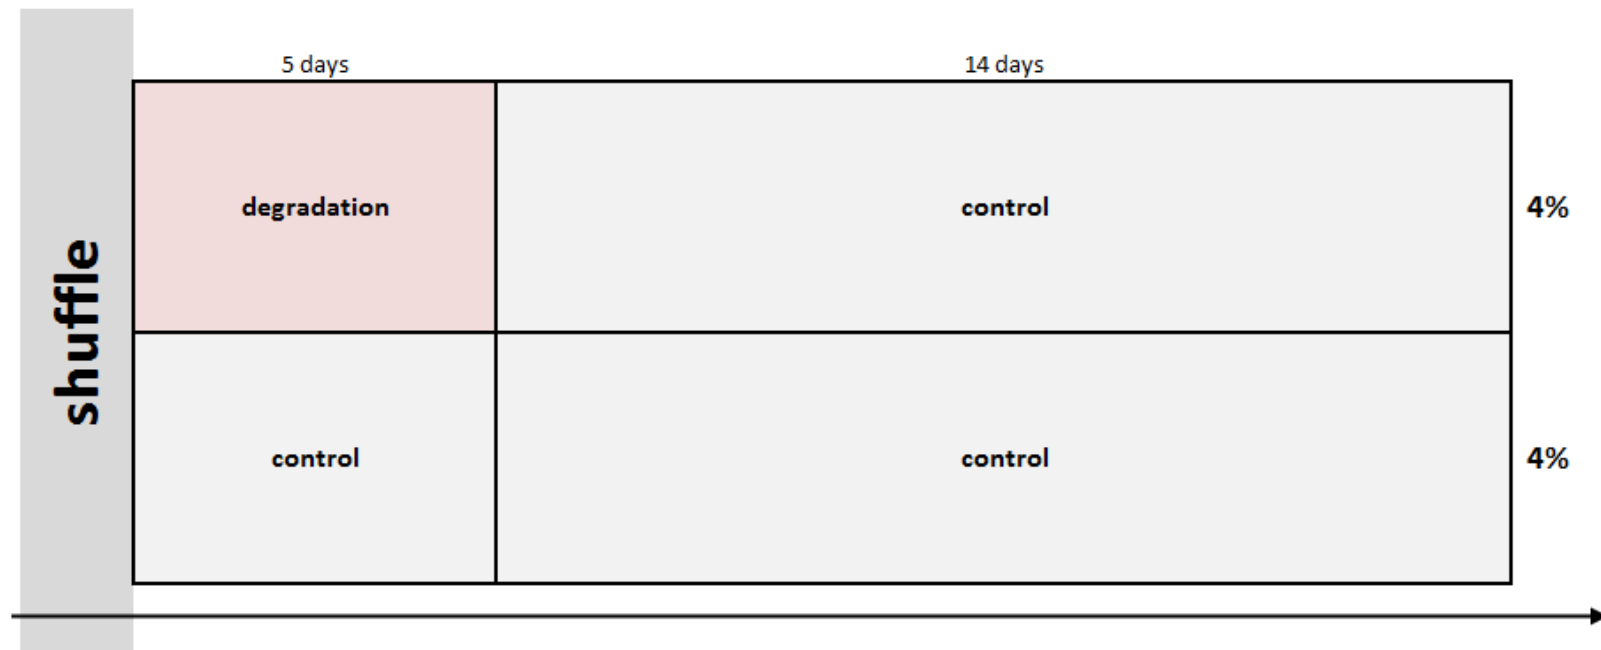 5 days
14 days
shuffle
degradation
control
4%
control
control
4%